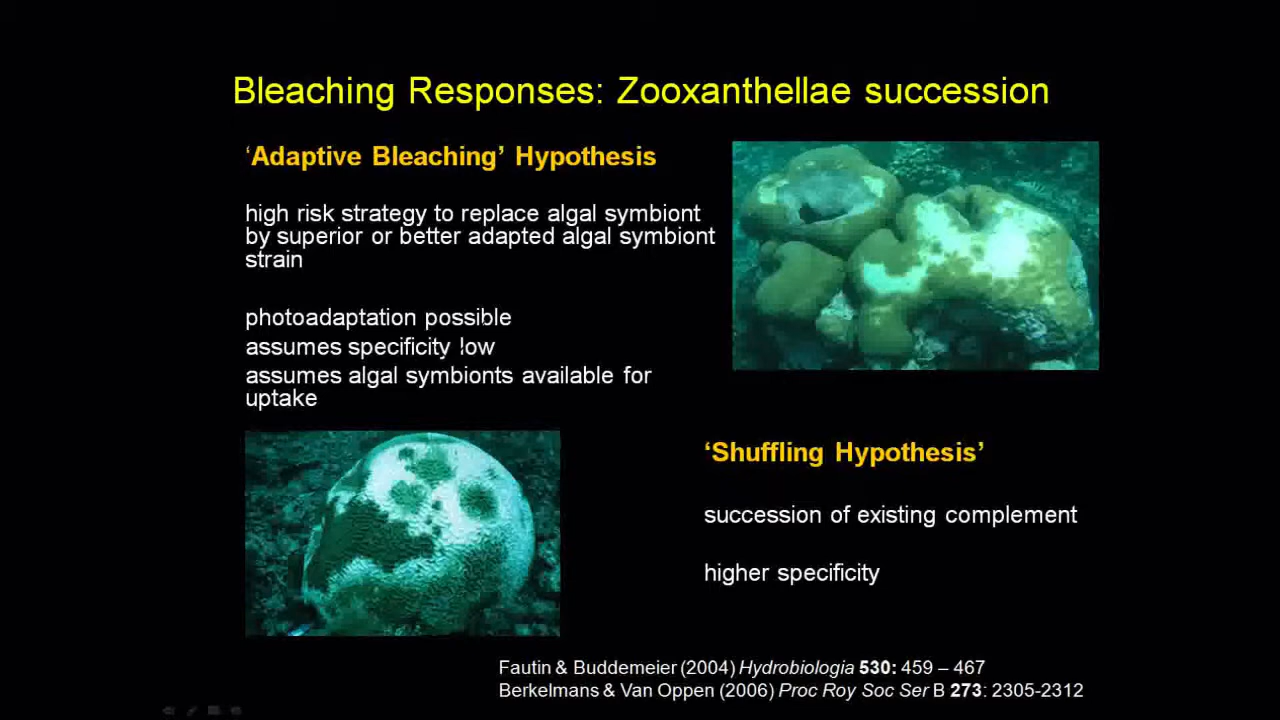 Bleaching Responses: Zooxanthellae succession
‘Adaptive Bleaching’ Hypothesis
high risk strategy to replace algal symbiont
by superior or better adapted algal symbiont
strain
photoadaptation possible
assumes specificity low
assumes algal symbionts available for
uptake
‘Shuffling Hypothesis’
succession of existing complement
higher specificity
Fautin & Buddemeier (2004) Hydrobiologia 530: 459 – 467
Berkelmans & Van Oppen (2006) Proc Roy Soc Ser B 273: 2305-2312